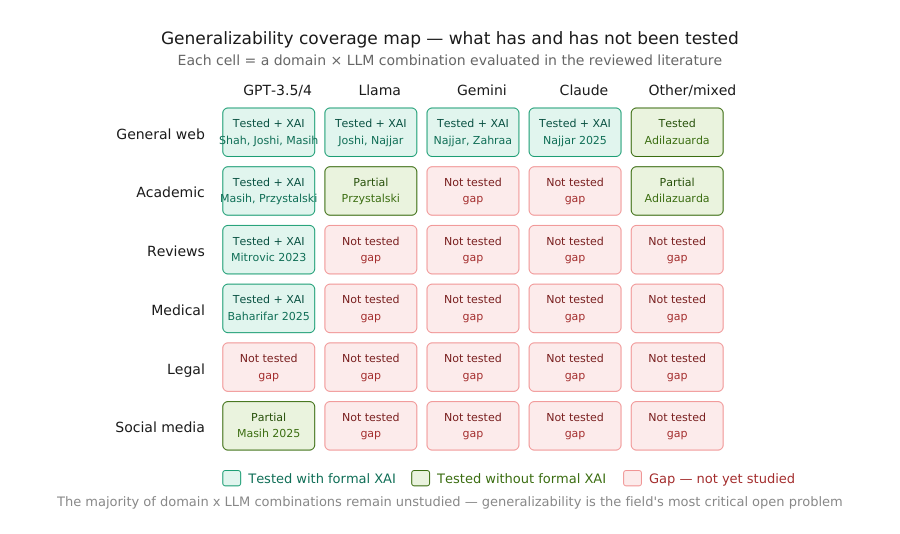 Generalizability coverage map — what has and has not been tested
Each cell = a domain × LLM combination evaluated in the reviewed literature
GPT-3.5/4 Llama Gemini Claude Other/mixed
General web
Tested + XAI Tested + XAI Tested + XAI Tested + XAI Tested
Shah, Joshi, Masih Joshi, Najjar Najjar, Zahraa Najjar 2025 Adilazuarda
Academic
Tested + XAI Partial Not tested Not tested Partial
Masih, Przystalski Przystalski gap gap Adilazuarda
Reviews
Tested + XAI Not tested Not tested Not tested Not tested
Mitrovic 2023 gap gap gap gap
Medical
Tested + XAI Not tested Not tested Not tested Not tested
Baharifar 2025 gap gap gap gap
Legal
Not tested Not tested Not tested Not tested Not tested
gap gap gap gap gap
Social media
Partial Not tested Not tested Not tested Not tested
Masih 2025 gap gap gap gap
Tested with formal XAI Tested without formal XAI Gap — not yet studied
The majority of domain x LLM combinations remain unstudied — generalizability is the field's most critical open problem